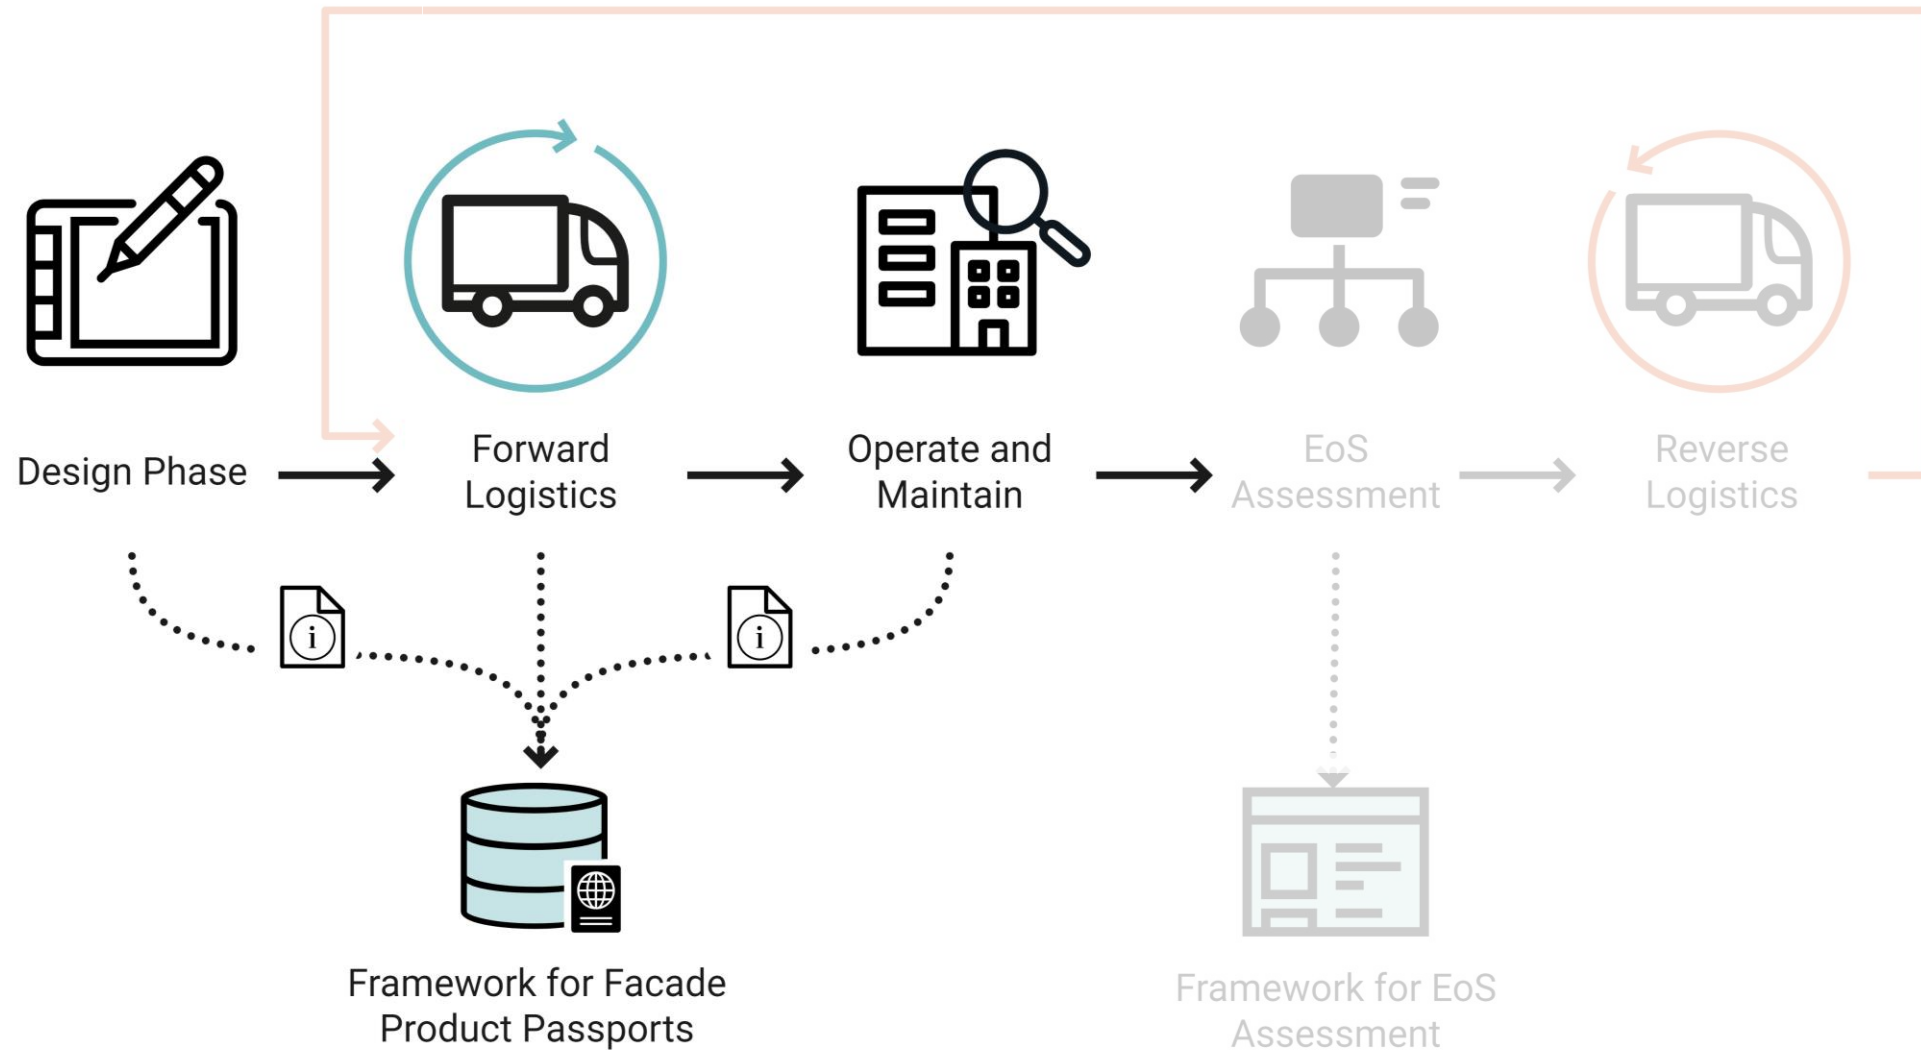 Design Phase
Forward
Logistics
Operate and
Maintain
EoS
Assessment
Reverse
Logistics
i
i
Framework for Facade
Product Passports
Framework for EoS
Assessment